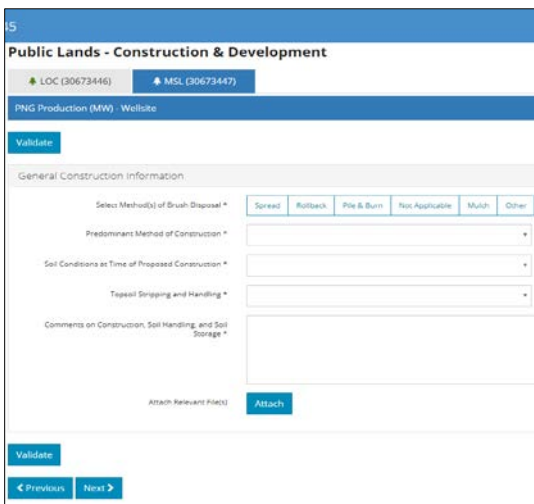 35
Public Lands - Construction & Development
LOC (30673446) MSL (30673447)
PNG Production (MW) - Wellsite
Validate
General Construction Information
Select Method(s) of Brush Disposal * Spread Rollback Pile & Burn Not Applicable Mulch Other
Predominant Method of Construction *
Soil Conditions at Time of Proposed Construction *
Topsoil Stripping and Handling *
Comments on Construction, Soil Handling, and Soil
Storage *
Attach Relevant File(s) Attach
Validate
Previous Next